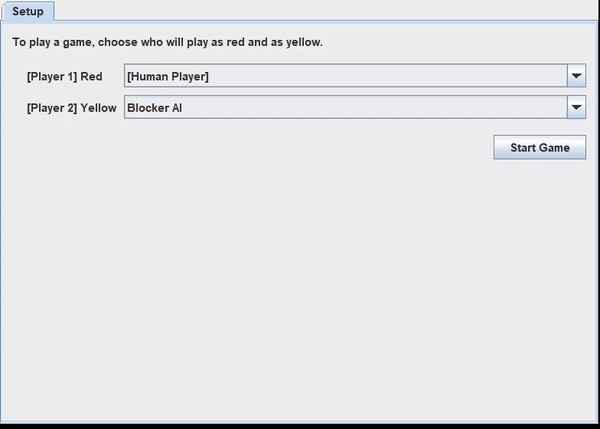 Setup
To play a game, choose who will play as red and as yellow.
[Player 1] Red [Human Player]
[Player 2] Yellow Blocker AI
Start Game